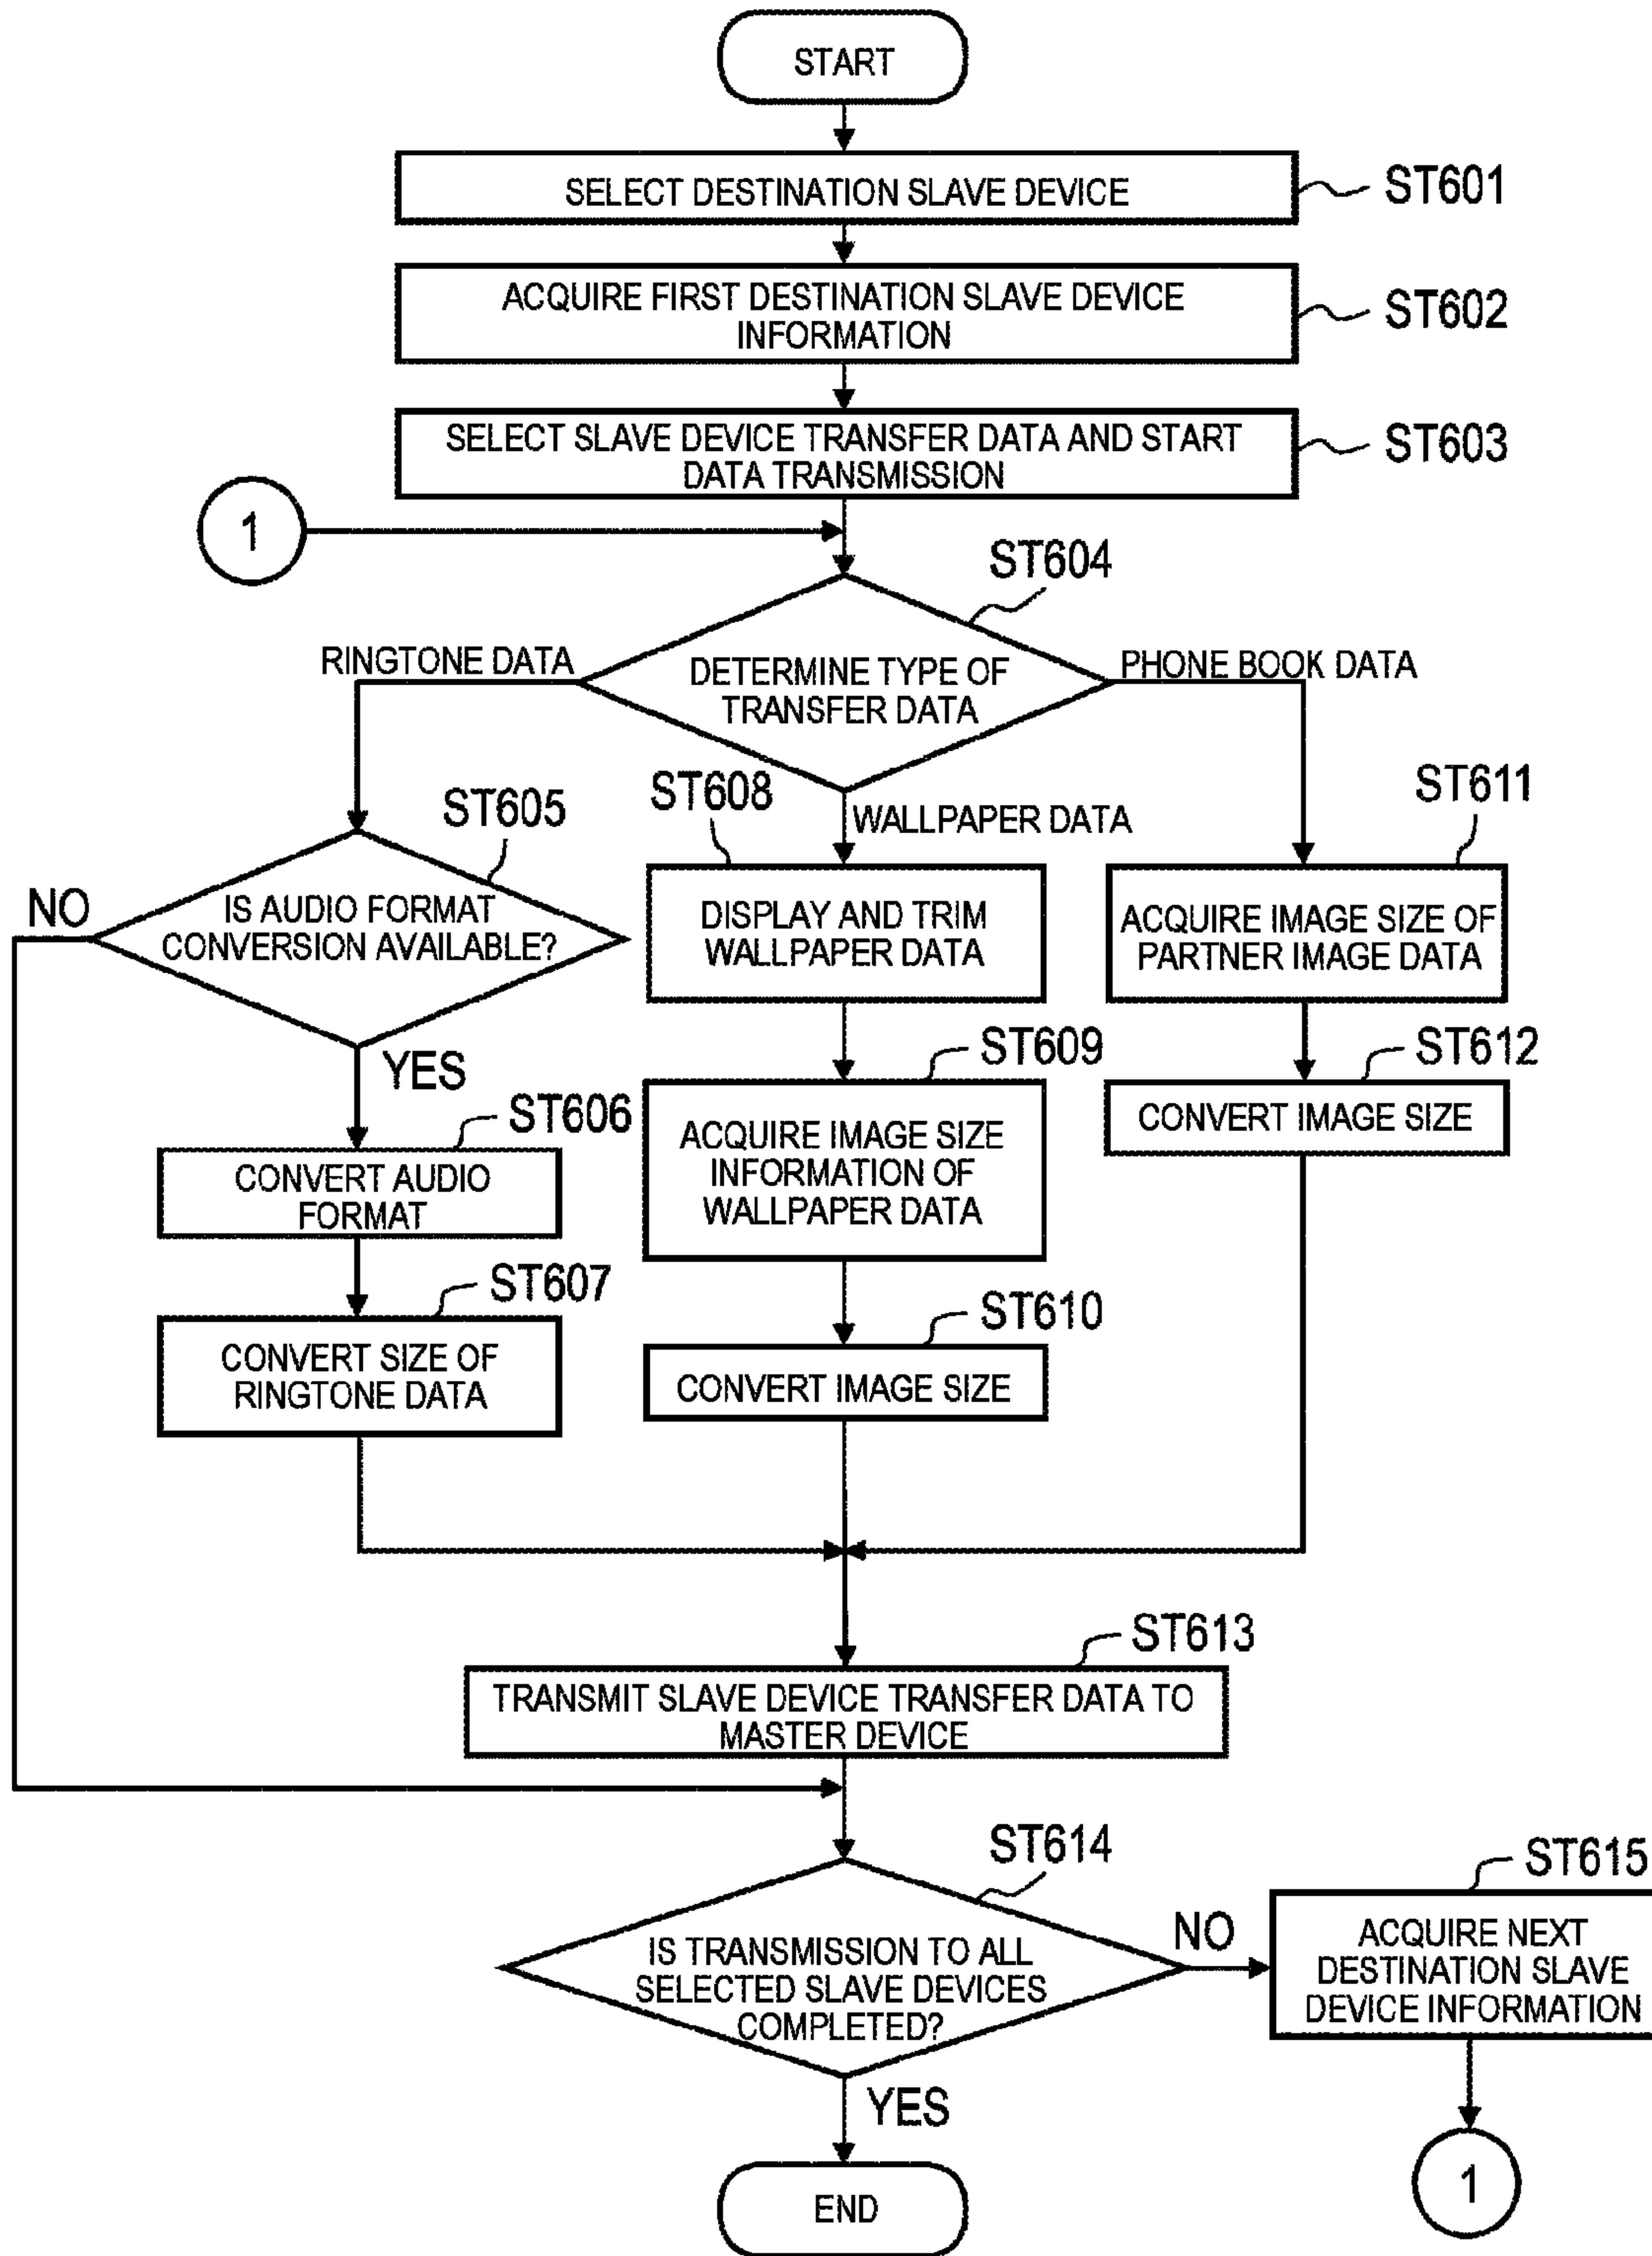 START
SELECT DESTINATION SLAVE DEVICE
ST601
ACQUIRE FIRST DESTINATION SLAVE DEVICE
INFORMATION
ST602
SELECT SLAVE DEVICE TRANSFER DATA AND START
DATA TRANSMISSION
ST603
1
ST604
DETERMINE TYPE OF
TRANSFER DATA
RINGTONE DATA
PHONE BOOK DATA
WALLPAPER DATA
ST605
IS AUDIO FORMAT
CONVERSION AVAILABLE?
NO
YES
ST606
CONVERT AUDIO
FORMAT
ST607
CONVERT SIZE OF
RINGTONE DATA
ST608
DISPLAY AND TRIM
WALLPAPER DATA
ST609
ACQUIRE IMAGE SIZE
INFORMATION OF
WALLPAPER DATA
ST610
CONVERT IMAGE SIZE
ST611
ACQUIRE IMAGE SIZE OF
PARTNER IMAGE DATA
ST612
CONVERT IMAGE SIZE
ST613
TRANSMIT SLAVE DEVICE TRANSFER DATA TO
MASTER DEVICE
ST614
IS TRANSMISSION TO ALL
SELECTED SLAVE DEVICES
COMPLETED?
NO
ST615
ACQUIRE NEXT
DESTINATION SLAVE
DEVICE INFORMATION
YES
1
END